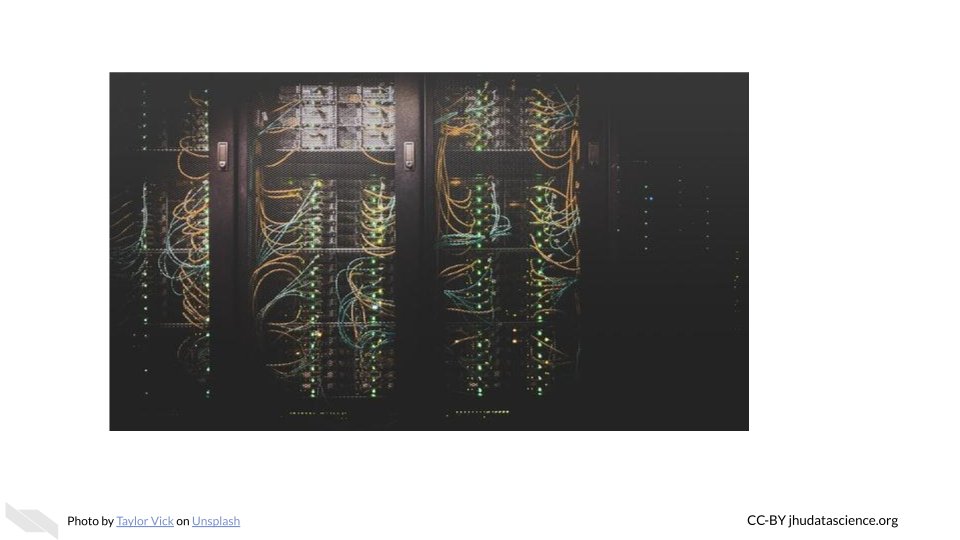 Photo by Taylor Vick on Unsplash
CC-BY jhudatascience.org